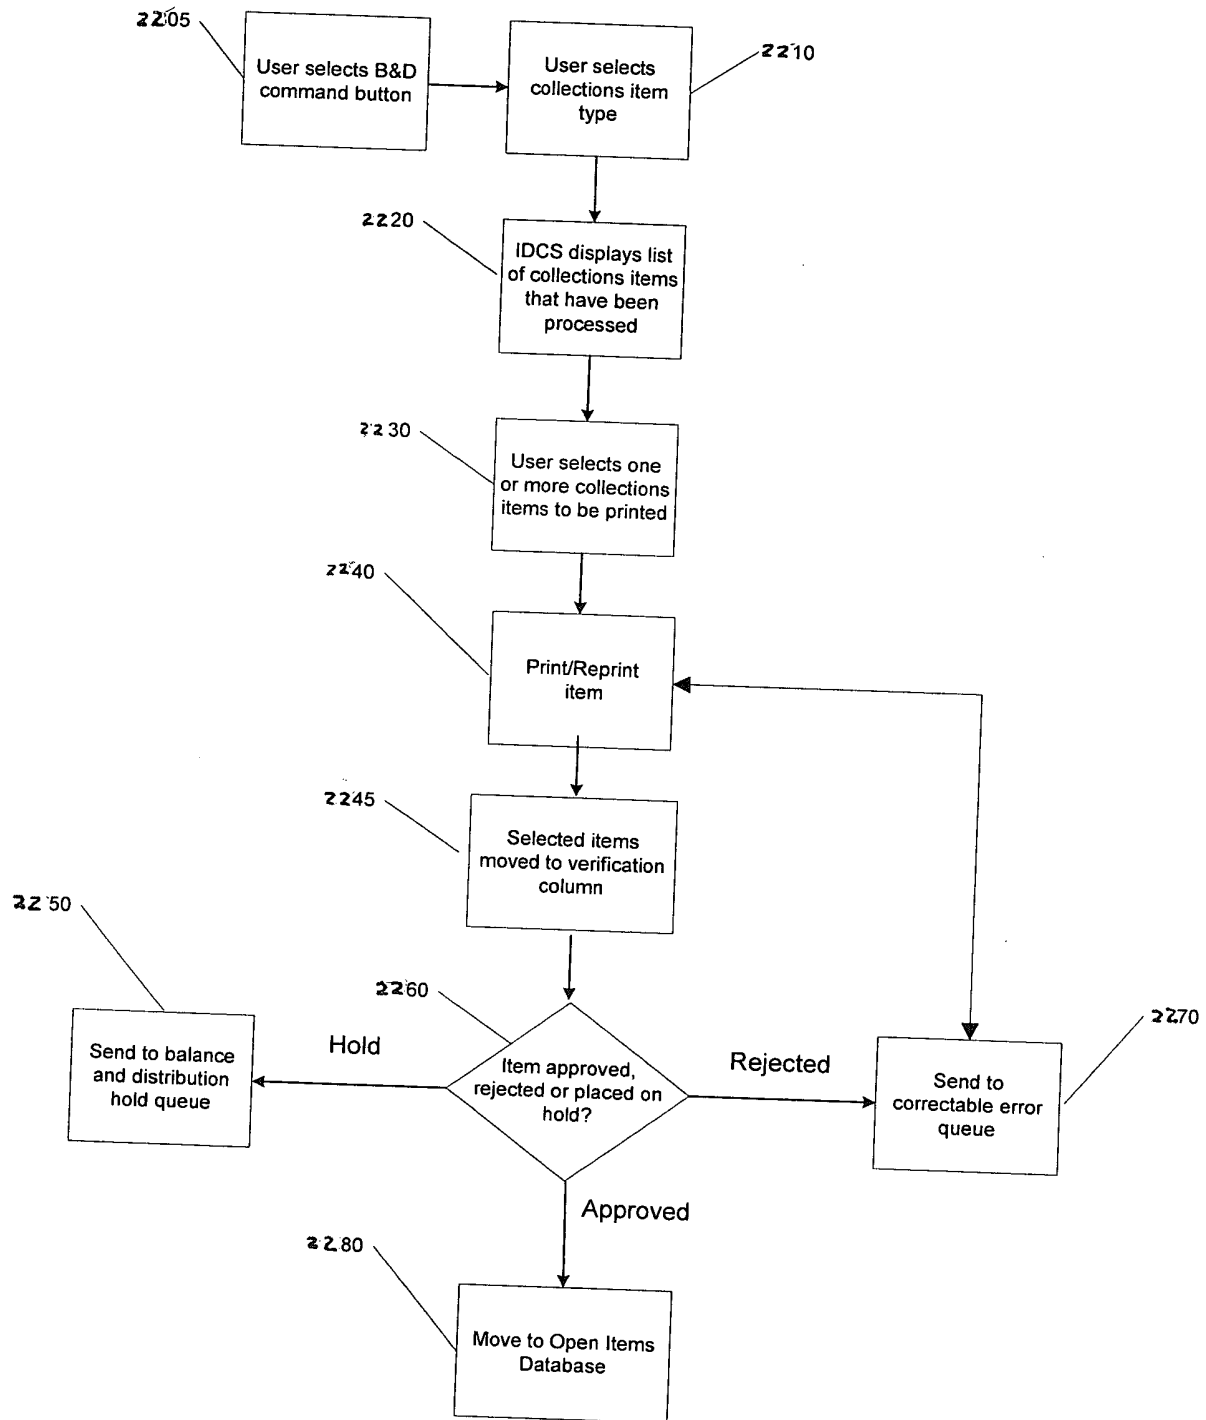 2205
User selects B&D
command button
User selects
collections item
type
2210
2220
IDCS displays list
of collections items
that have been
processed
2230
User selects one
or more collections
items to be printed
2240
Print/Reprint
item
2245
Selected items
moved to verification
column
2250
Send to balance
and distribution
hold queue
Hold
2260
Item approved,
rejected or placed on
hold?
Rejected
2270
Send to
correctable error
queue
Approved
2280
Move to Open Items
Database